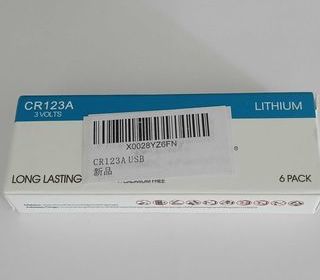 CR123A
3 VOLTS
LITHIUM
X0028YZ6FN
CR123A USB
新品
®
LONG LASTING
6 PACK